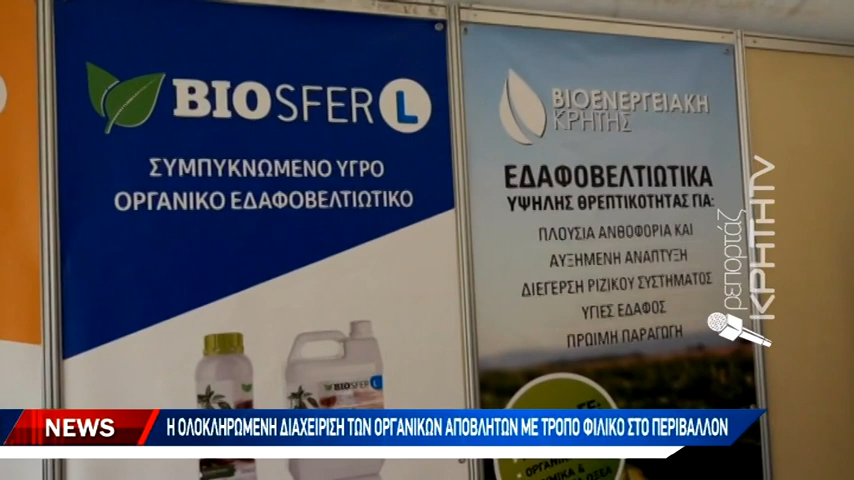 BIOSFER L
ΣΥΜΠΥΚΝΩΜΕΝΟ ΥΓΡΟ
ΟΡΓΑΝΙΚΟ ΕΔΑΦΟΒΕΛΤΙΩΤΙΚΟ
BIOSFER L
ΒΙΟΕΝΕΡΓΕΙΑΚΗ
ΚΡΗΤΗΣ
ΕΔΑΦΟΒΕΛΤΙΩΤΙΚΑ
ΥΨΗΛΗΣ ΘΡΕΠΤΙΚΟΤΗΤΑΣ ΓΙΑ:
ΠΛΟΥΣΙΑ ΑΝΘΟΦΟΡΙΑ ΚΑΙ
ΑΥΞΗΜΕΝΗ ΑΝΑΠΤΥΞΗ
ΔΙΕΓΕΡΣΗ ΡΙΖΙΚΟΥ ΣΥΣΤΗΜΑΤΟΣ
ΥΓΙΕΣ ΕΔΑΦΟΣ
ΠΡΩΙΜΗ ΠΑΡΑΓΩΓΗ
ρεπορτάζ
ΚΡΗΤΗTV
NEWS
Η ΟΛΟΚΛΗΡΩΜΕΝΗ ΔΙΑΧΕΙΡΙΣΗ ΤΩΝ ΟΡΓΑΝΙΚΩΝ ΑΠΟΒΛΗΤΩΝ ΜΕ ΤΡΟΠΟ ΦΙΛΙΚΟ ΣΤΟ ΠΕΡΙΒΑΛΛΟΝ